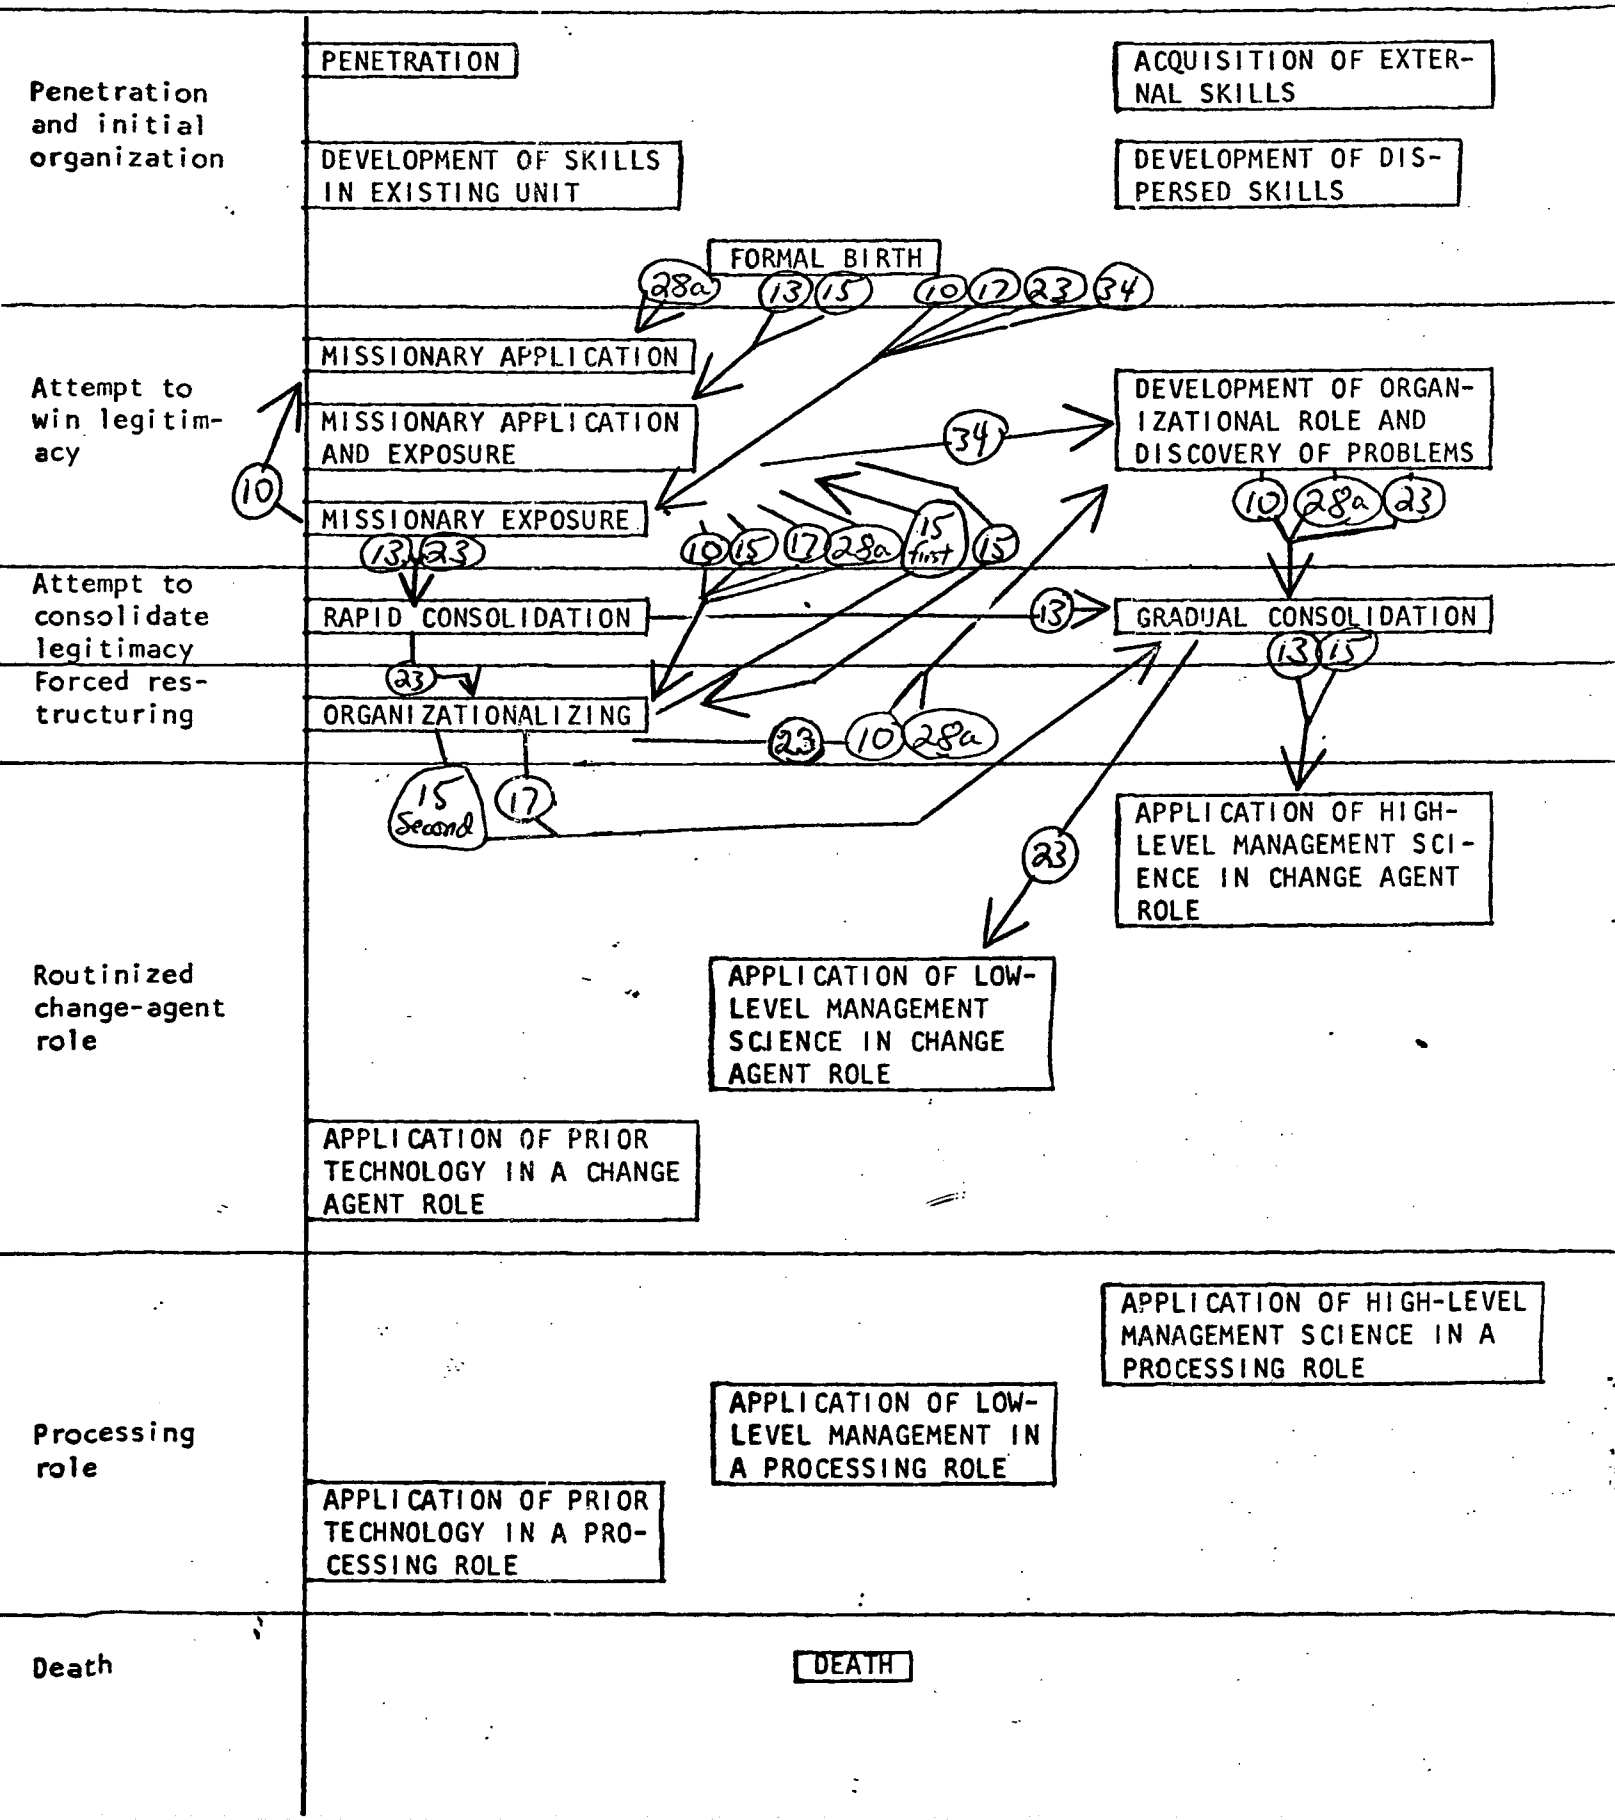 Penetration
and initial
organization
PENETRATION
ACQUISITION OF EXTER-
NAL SKILLS
DEVELOPMENT OF SKILLS
IN EXISTING UNIT
DEVELOPMENT OF DIS-
PERSED SKILLS
FORMAL BIRTH
28a 13 15 10 17 23 34
Attempt to
win legitim-
acy
MISSIONARY APPLICATION
MISSIONARY APPLICATION
AND EXPOSURE
DEVELOPMENT OF ORGAN-
IZATIONAL ROLE AND
DISCOVERY OF PROBLEMS
34
10
MISSIONARY EXPOSURE
10 28a 23
13 23
10 15 17 28a
15
first
15
Attempt to
consolidate
legitimacy
RAPID CONSOLIDATION
13
GRADUAL CONSOLIDATION
13 15
Forced res-
tructuring
23
ORGANIZATIONALIZING
23 10 28a
15
Second
17
23
Routinized
change-agent
role
APPLICATION OF HIGH-
LEVEL MANAGEMENT SCI-
ENCE IN CHANGE AGENT
ROLE
APPLICATION OF LOW-
LEVEL MANAGEMENT
SCIENCE IN CHANGE
AGENT ROLE
APPLICATION OF PRIOR
TECHNOLOGY IN A CHANGE
AGENT ROLE
Processing
role
APPLICATION OF HIGH-LEVEL
MANAGEMENT SCIENCE IN A
PROCESSING ROLE
APPLICATION OF LOW-
LEVEL MANAGEMENT IN
A PROCESSING ROLE
APPLICATION OF PRIOR
TECHNOLOGY IN A PRO-
CESSING ROLE
Death
DEATH